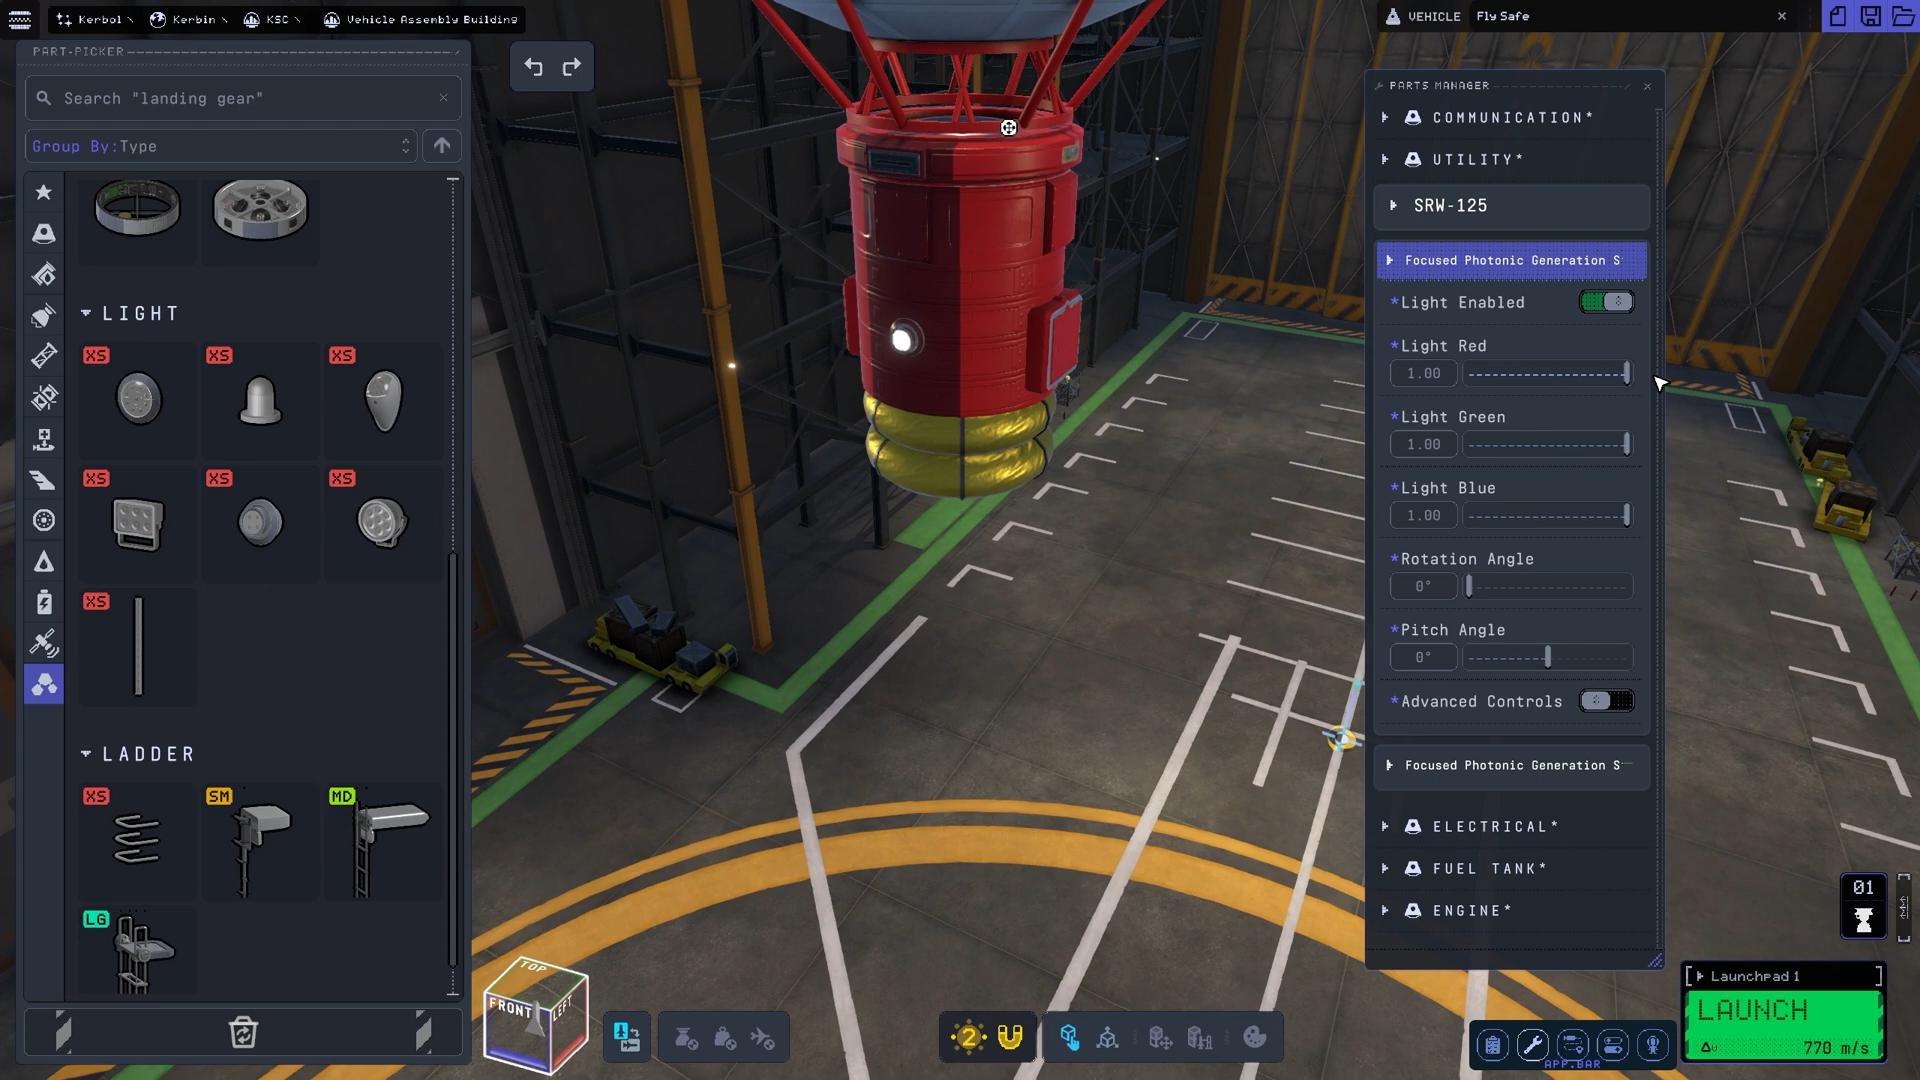 Kerbol
Kerbin
KSC
Vehicle Assembly Building
VEHICLE
Fly Safe
PART-PICKER
Search "landing gear"
Group By:Type
LIGHT
XS
XS
XS
XS
XS
XS
XS
LADDER
XS
SM
MD
LG
TOP
FRONT
LEFT
2
PARTS MANAGER
COMMUNICATION*
UTILITY*
SRW-125
Focused Photonic Generation S
*Light Enabled
*Light Red
1.00
*Light Green
1.00
*Light Blue
1.00
*Rotation Angle
0°
*Pitch Angle
0°
*Advanced Controls
Focused Photonic Generation S
ELECTRICAL*
FUEL TANK*
ENGINE*
01
Launchpad 1
LAUNCH
Δv
770 m/s
APP.BAR